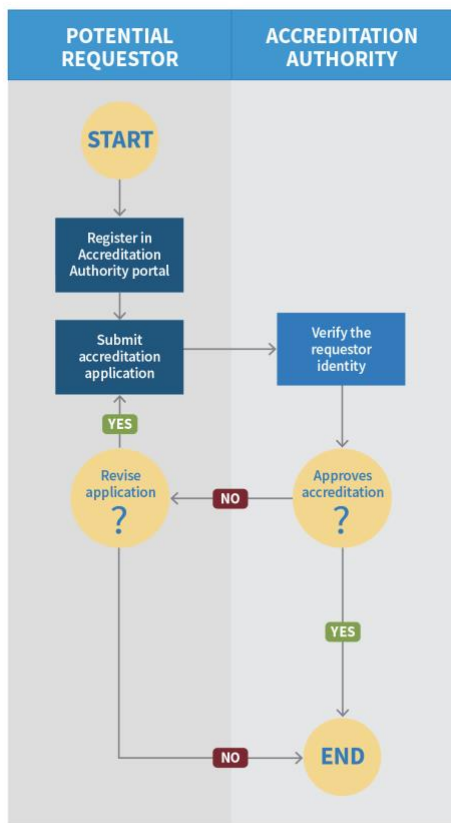 POTENTIAL
REQUESTOR
ACCREDITATION
AUTHORITY
START
Register in
Accreditation
Authority portal
Submit
accreditation
application
Verify the
requestor
identity
YES
Revise
application
?
NO
Approves
accreditation
?
YES
NO
END